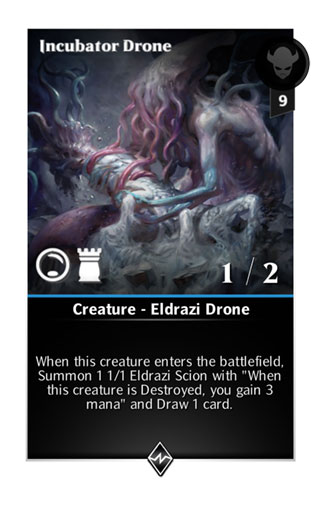 Incubator Drone
9
1 / 2
Creature - Eldrazi Drone
When this creature enters the battlefield,
Summon 1 1/1 Eldrazi Scion with "When
this creature is Destroyed, you gain 3
mana" and Draw 1 card.